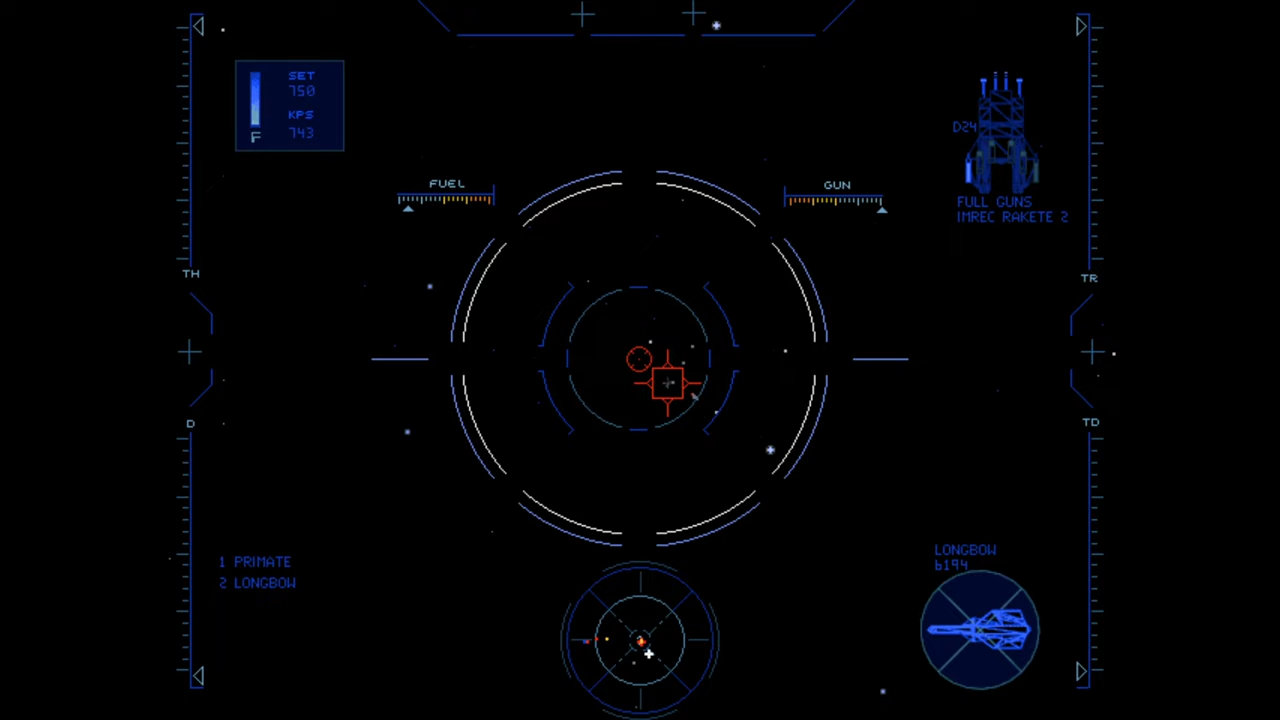 SET
750
KPS
743
F
D24
FULL GUNS
IMREC RAKETE 2
FUEL
GUN
TH
TR
D
TD
1 PRIMATE
2 LONGBOW
LONGBOW
6194